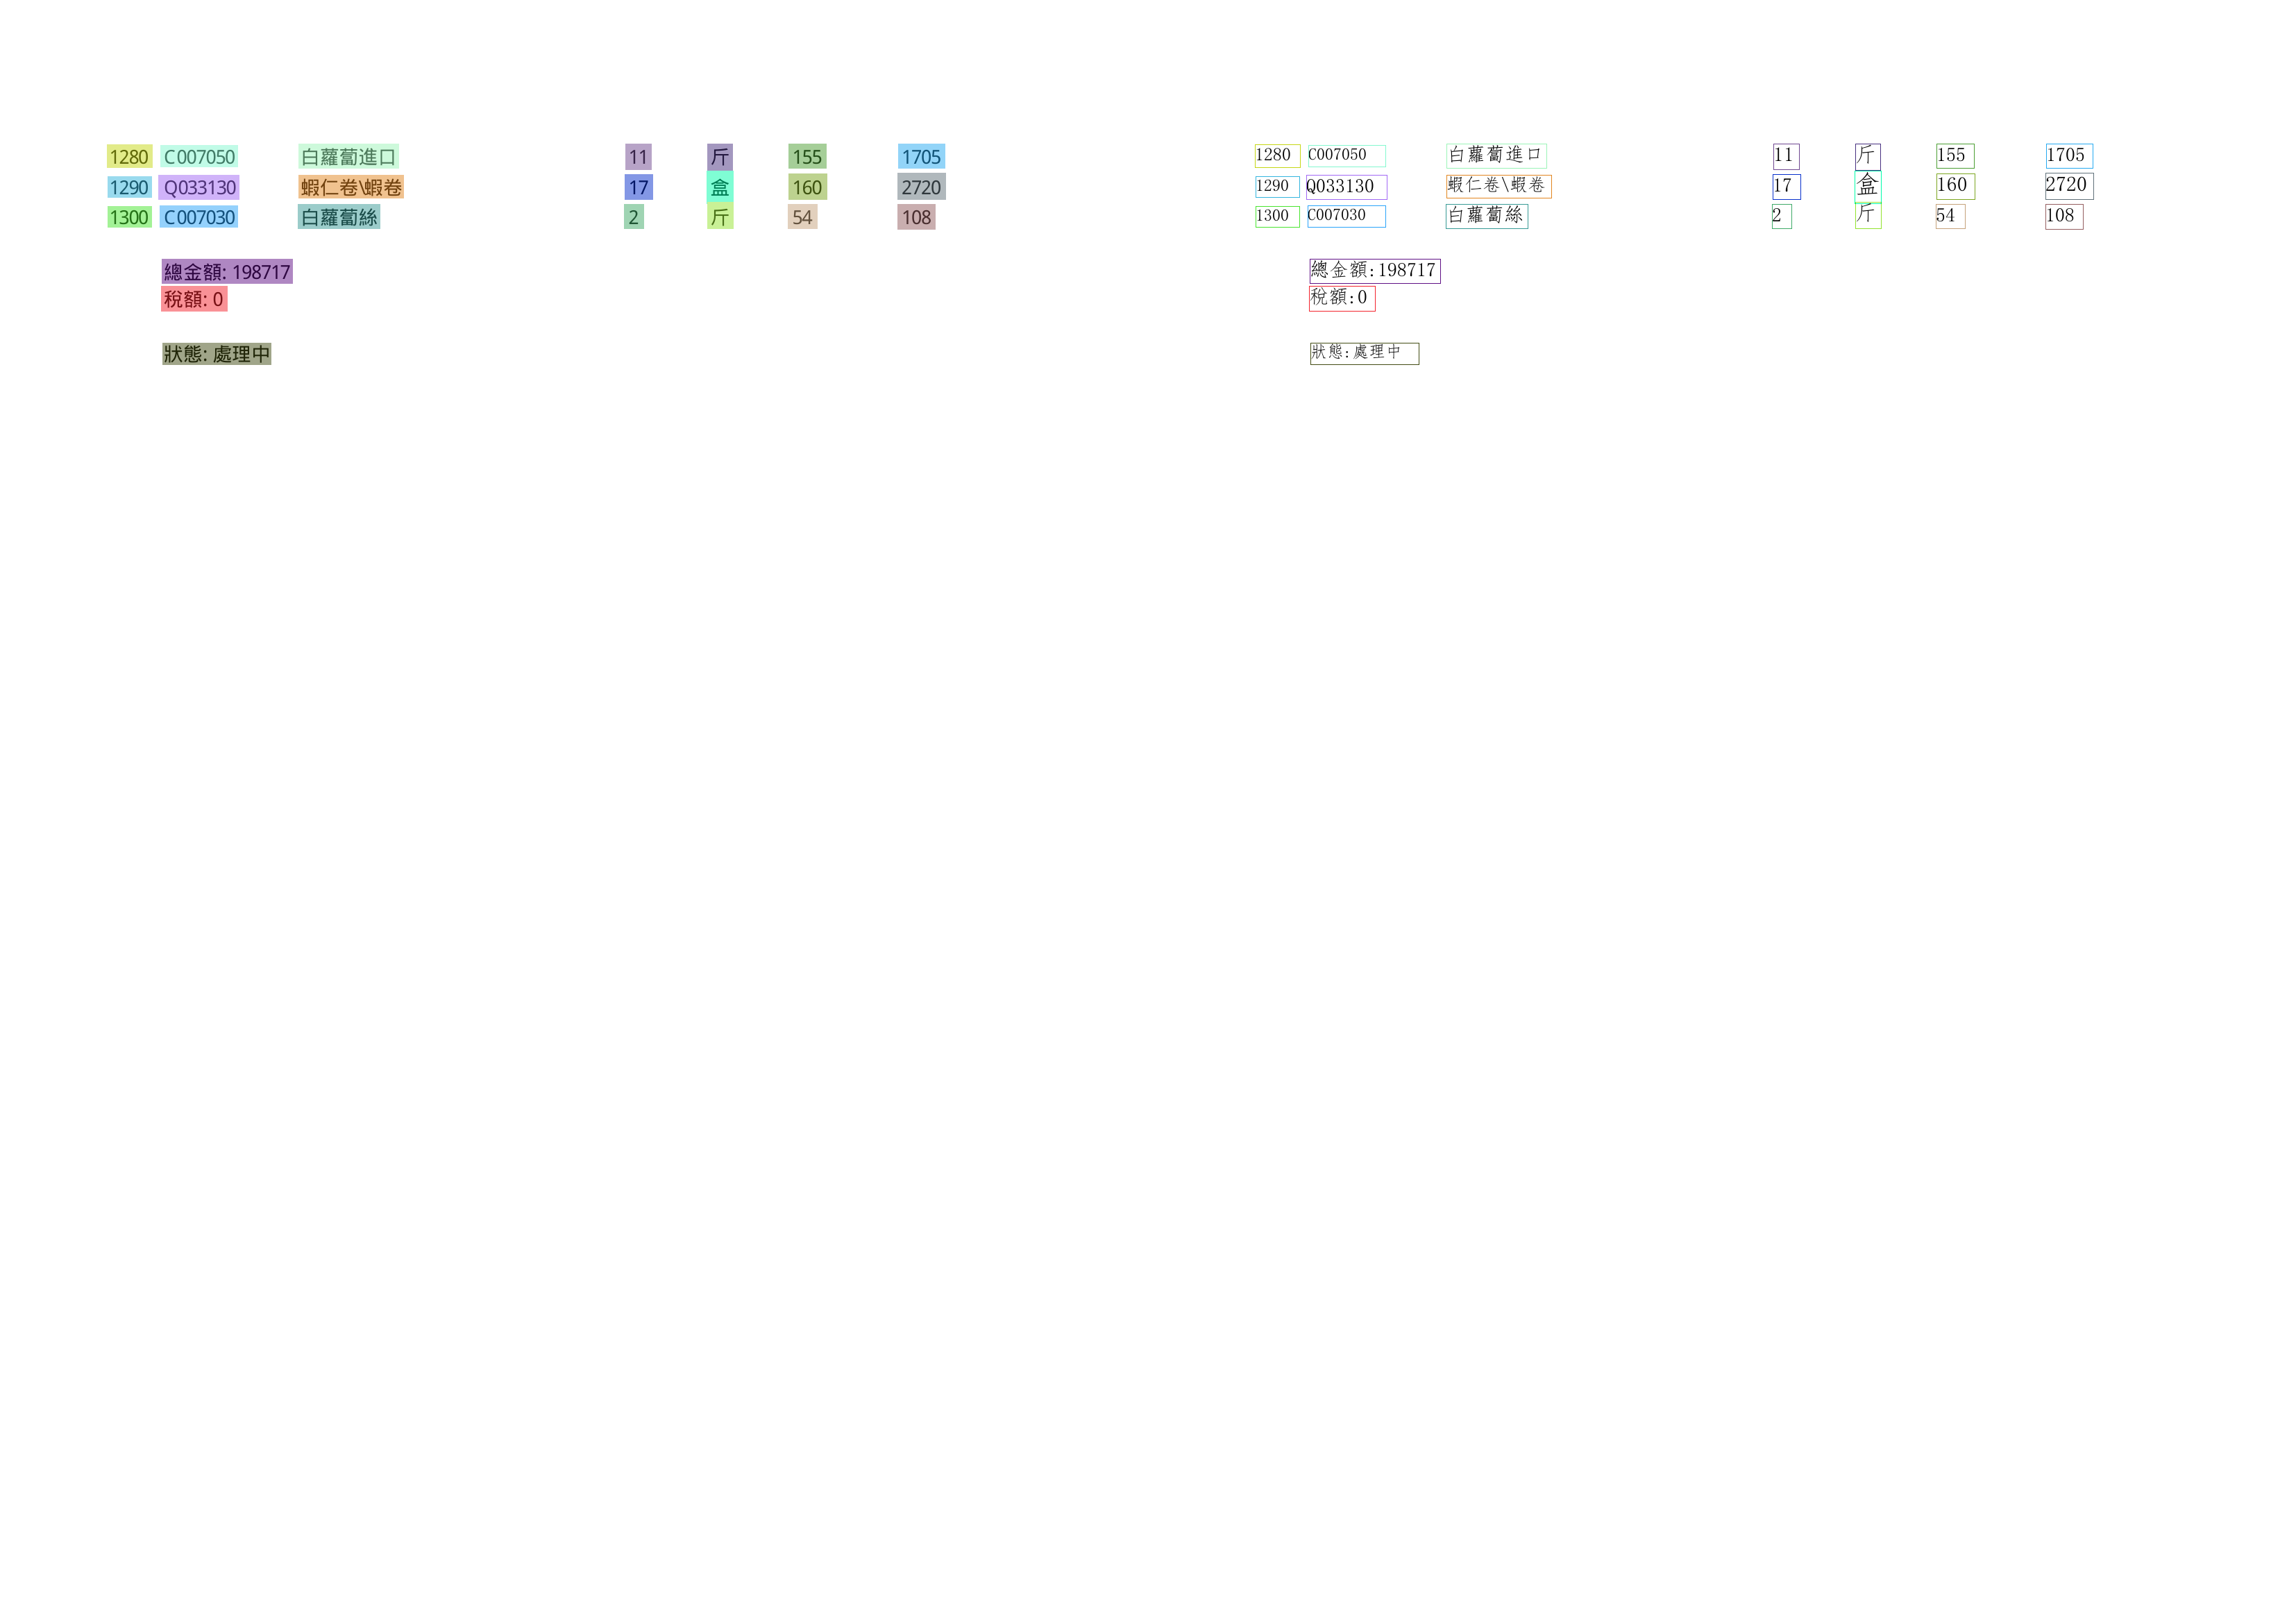 1280 C007050 白蘿蔔進口 11 斤 155 1705
1290 Q033130 蝦仁卷\蝦卷 17 盒 160 2720
1300 C007030 白蘿蔔絲 2 斤 54 108
總金額: 198717
稅額: 0
狀態: 處理中
1280 C007050 白蘿蔔進口 11 斤 155 1705
1290 Q033130 蝦仁卷\蝦卷 17 盒 160 2720
1300 C007030 白蘿蔔絲 2 斤 54 108
總金額:198717
稅額:0
狀態:處理中